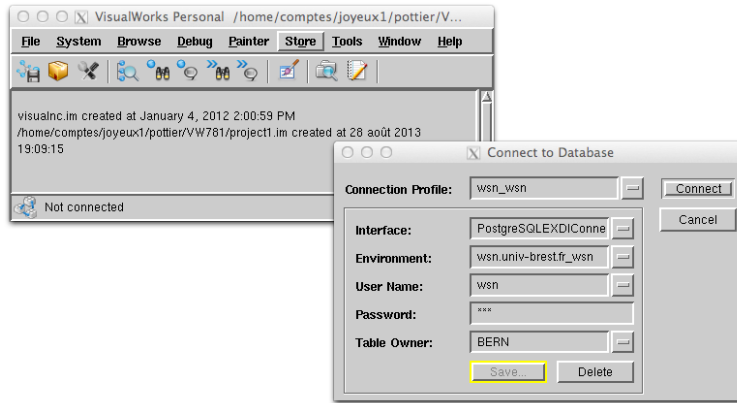 VisualWorks Personal /home/comptes/joyeux1/pottier/V...
File System Browse Debug Painter Store Tools Window Help
visualnc.im created at January 4, 2012 2:00:59 PM
/home/comptes/joyeux1/pottier/VW781/project1.im created at 28 août 2013
19:09:15
Not connected
Connect to Database
Connection Profile: wsn_wsn Connect
Cancel
Interface: PostgreSQLEXDIConne
Environment: wsn.univ-brest.fr_wsn
User Name: wsn
Password: ***
Table Owner: BERN
Save... Delete